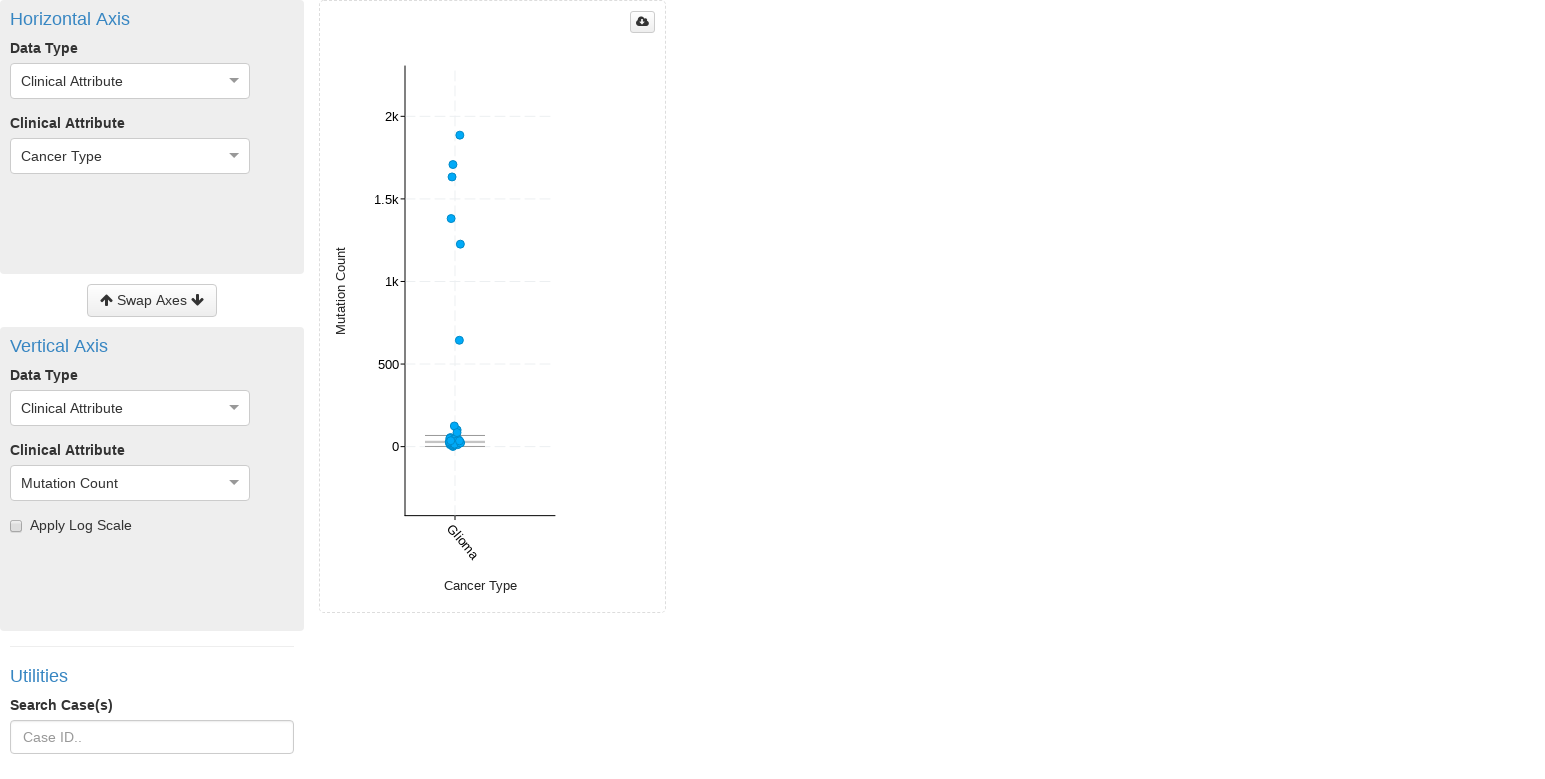 Horizontal Axis
Data Type
Clinical Attribute
Clinical Attribute
Cancer Type
Swap Axes
Vertical Axis
Data Type
Clinical Attribute
Clinical Attribute
Mutation Count
Apply Log Scale
Utilities
Search Case(s)
Case ID..
Mutation Count
2k
1.5k
1k
500
0
Glioma
Cancer Type